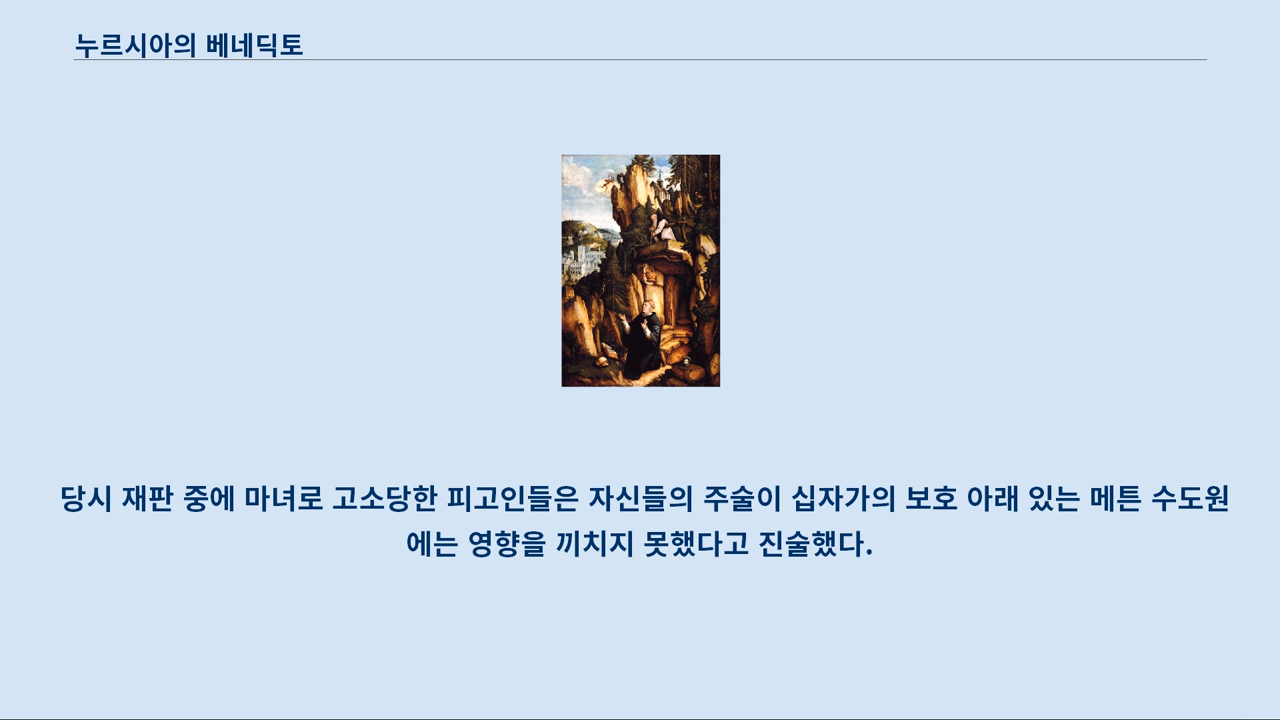 누르시아의 베네딕토
당시 재판 중에 마녀로 고소당한 피고인들은 자신들의 주술이 십자가의 보호 아래 있는 메튼 수도원
에는 영향을 끼치지 못했다고 진술했다.